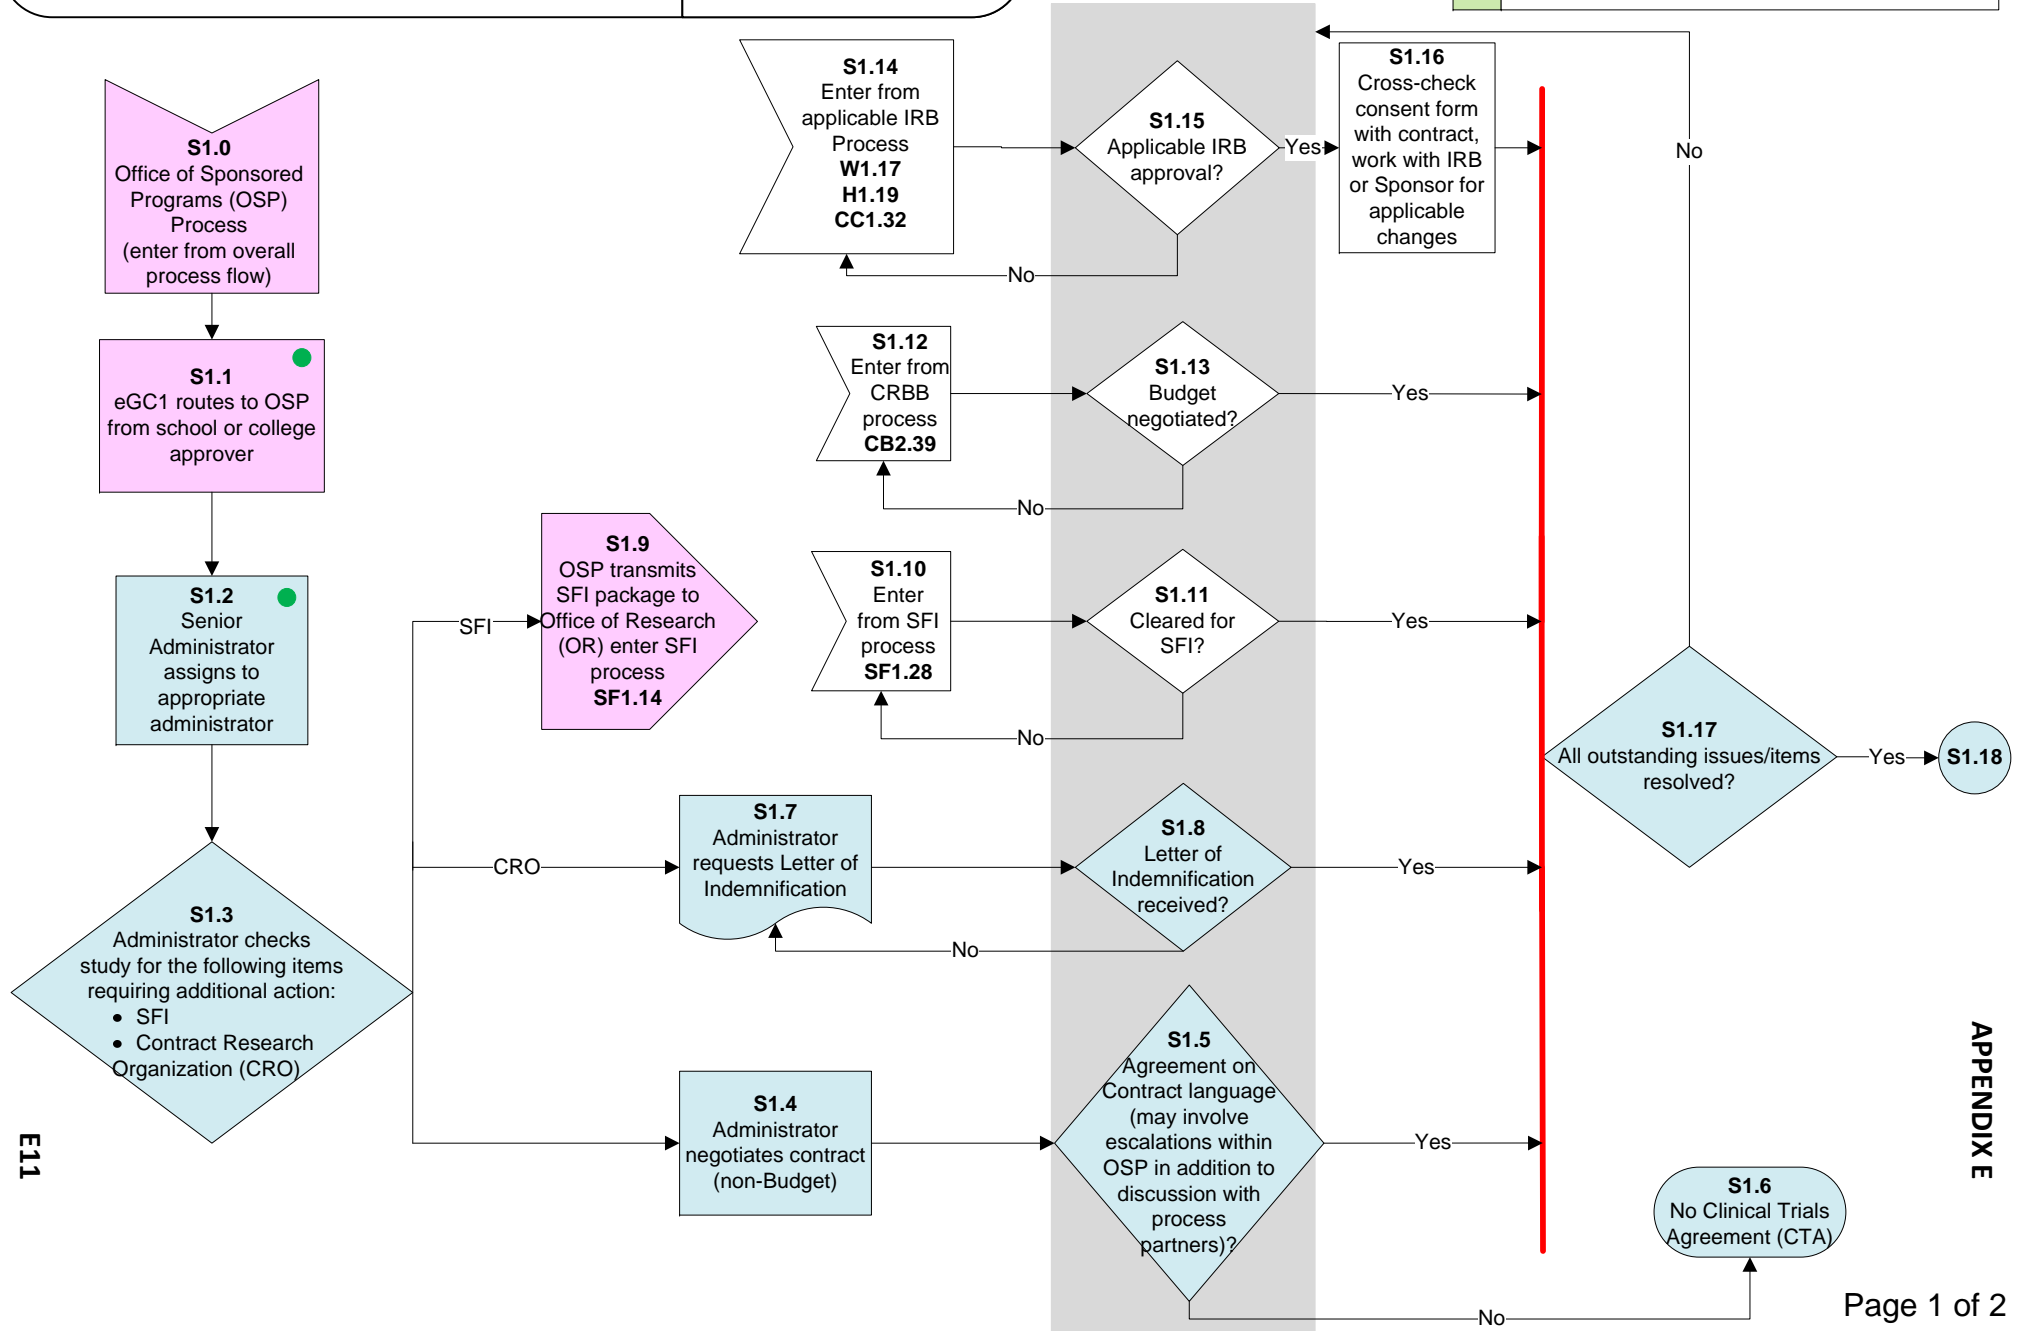 S1.0
Office of Sponsored
Programs (OSP)
Process
(enter from overall
process flow)
S1.1
eGC1 routes to OSP
from school or college
approver
S1.2
Senior
Administrator
assigns to
appropriate
administrator
S1.3
Administrator checks
study for the following items
requiring additional action:
• SFI
• Contract Research
Organization (CRO)
SFI
CRO
S1.9
OSP transmits
SFI package to
Office of Research
(OR) enter SFI
process
SF1.14
S1.14
Enter from
applicable IRB
Process
W1.17
H1.19
CC1.32
S1.15
Applicable IRB
approval?
Yes
No
S1.16
Cross-check
consent form
with contract,
work with IRB
or Sponsor for
applicable
changes
S1.12
Enter from
CRBB
process
CB2.39
S1.13
Budget
negotiated?
Yes
No
S1.10
Enter
from SFI
process
SF1.28
S1.11
Cleared for
SFI?
Yes
No
S1.7
Administrator
requests Letter of
Indemnification
S1.8
Letter of
Indemnification
received?
Yes
No
S1.4
Administrator
negotiates contract
(non-Budget)
S1.5
Agreement on
Contract language
(may involve
escalations within
OSP in addition to
discussion with
process
partners)?
Yes
No
S1.17
All outstanding issues/items
resolved?
No
Yes
S1.18
S1.6
No Clinical Trials
Agreement (CTA)
APPENDIX E
E11
Page 1 of 2